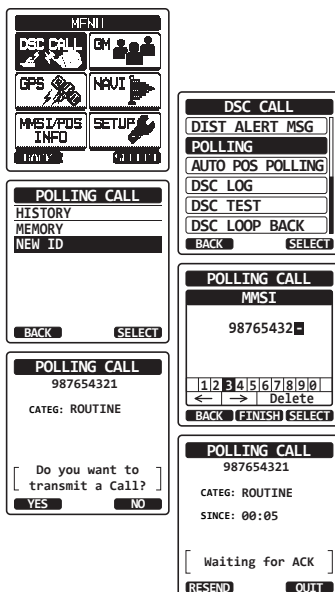 MENU
DSC CALL GM
GPS NAVI
MMSI/POS INFO SETUP
DSC CALL
DIST ALERT MSG
POLLING
AUTO POS POLLING
DSC LOG
DSC TEST
DSC LOOP BACK
BACK SELECT
POLLING CALL
HISTORY
MEMORY
NEW ID
BACK SELECT
POLLING CALL
MMSI
98765432-
1 2 3 4 5 6 7 8 9 0
← → Delete
BACK FINISH SELECT
POLLING CALL
987654321
CATEG: ROUTINE
Do you want to
transmit a Call?
YES NO
POLLING CALL
987654321
CATEG: ROUTINE
SINCE: 00:05
Waiting for ACK
RESEND QUIT